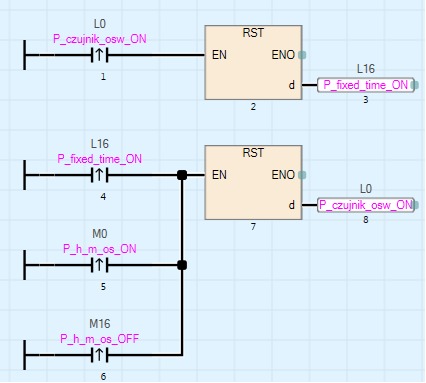 L0
P_czujnik_osw_ON
1
RST
EN ENO
d
2
L16
P_fixed_time_ON
3
L16
P_fixed_time_ON
4
RST
EN ENO
d
7
L0
P_czujnik_osw_ON
8
M0
P_h_m_os_ON
5
M16
P_h_m_os_OFF
6